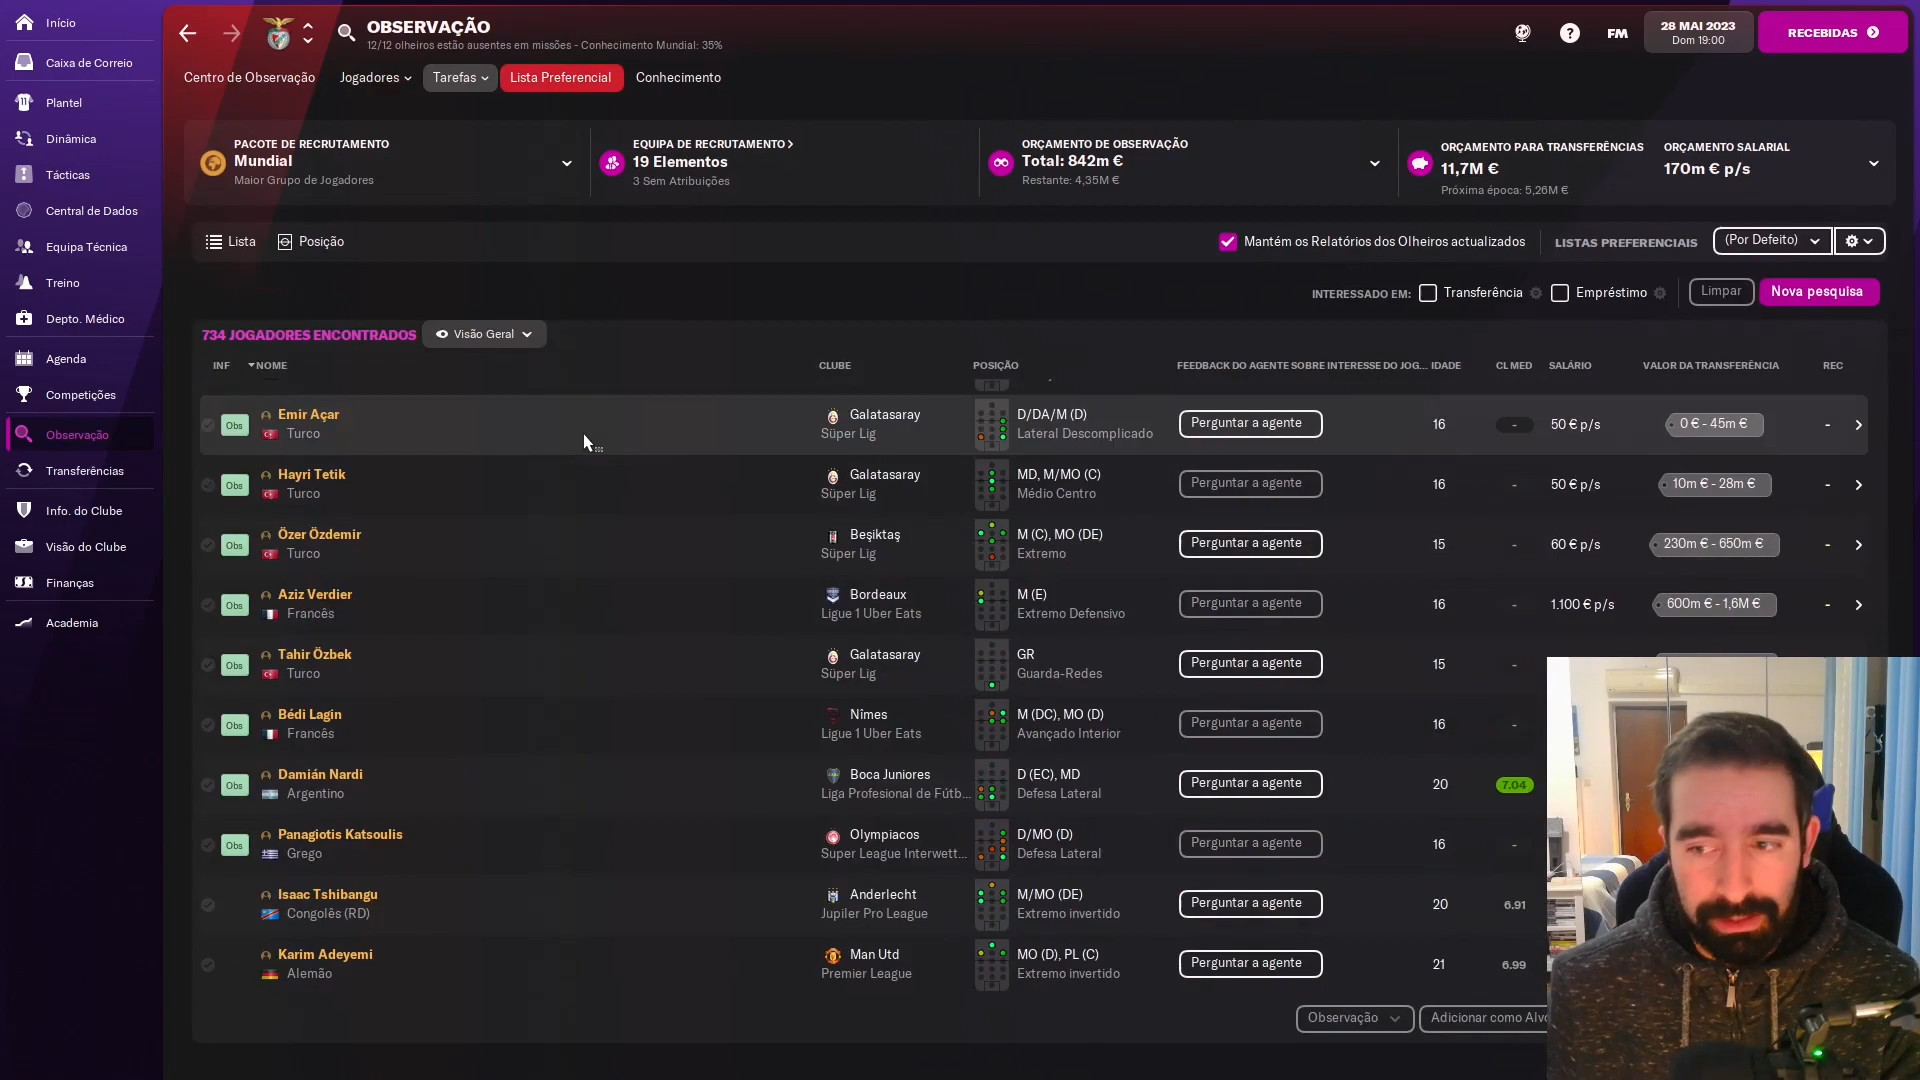 Início
Caixa de Correio
Plantel
Dinâmica
Tácticas
Central de Dados
Equipa Técnica
Treino
Depto. Médico
Agenda
Competições
Observação
Transferências
Info. do Clube
Visão do Clube
Finanças
Academia
OBSERVAÇÃO
12/12 olheiros estão ausentes em missões - Conhecimento Mundial: 35%
FM
28 MAI 2023
Dom 19:00
RECEBIDAS
Centro de Observação Jogadores Tarefas Lista Preferencial Conhecimento
PACOTE DE RECRUTAMENTO
Mundial
Maior Grupo de Jogadores
EQUIPA DE RECRUTAMENTO
19 Elementos
3 Sem Atribuições
ORÇAMENTO DE OBSERVAÇÃO
Total: 842m €
Restante: 4,35M €
ORÇAMENTO PARA TRANSFERÊNCIAS
11,7M €
Próxima época: 5,26M €
ORÇAMENTO SALARIAL
170m € p/s
Lista Posição Mantém os Relatórios dos Olheiros actualizados LISTAS PREFERENCIAIS (Por Defeito)
INTERESSADO EM: Transferência Empréstimo Limpar Nova pesquisa
734 JOGADORES ENCONTRADOS Visão Geral
INF NOME CLUBE POSIÇÃO FEEDBACK DO AGENTE SOBRE INTERESSE DO JOG... IDADE CL MED SALÁRIO VALOR DA TRANSFERÊNCIA REC
Obs Emir Açar Galatasaray D/DA/M (D) Perguntar a agente 16 - 50 € p/s 0 € - 45m € -
Turco Süper Lig Lateral Descomplicado
Obs Hayri Tetik Galatasaray MD, M/MO (C) Perguntar a agente 16 - 50 € p/s 10m € - 28m € -
Turco Süper Lig Médio Centro
Obs Özer Özdemir Beşiktaş M (C), MO (DE) Perguntar a agente 15 - 60 € p/s 230m € - 650m € -
Turco Süper Lig Extremo
Obs Aziz Verdier Bordeaux M (E) Perguntar a agente 16 - 1.100 € p/s 600m € - 1,6M € -
Francês Ligue 1 Uber Eats Extremo Defensivo
Obs Tahir Özbek Galatasaray GR Perguntar a agente 15 -
Turco Süper Lig Guarda-Redes
Obs Bédi Lagin Nîmes M (DC), MO (D) Perguntar a agente 16 -
Francês Ligue 1 Uber Eats Avançado Interior
Obs Damián Nardi Boca Juniores D (EC), MD Perguntar a agente 20 7.04
Argentino Liga Profesional de Fútb... Defesa Lateral
Obs Panagiotis Katsoulis Olympiacos D/MO (D) Perguntar a agente 16 -
Grego Super League Interwett... Defesa Lateral
Isaac Tshibangu Anderlecht M/MO (DE) Perguntar a agente 20 6.91
Congolês (RD) Jupiler Pro League Extremo invertido
Karim Adeyemi Man Utd MO (D), PL (C) Perguntar a agente 21 6.99
Alemão Premier League Extremo invertido
Observação Adicionar como Alvo